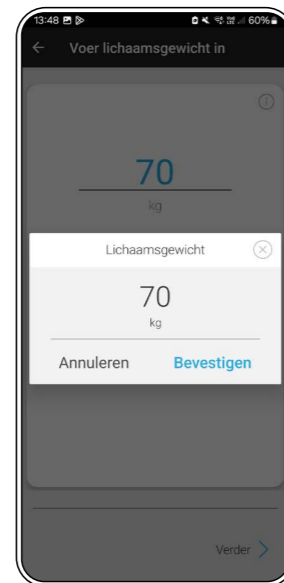 13:48 60%
Voer lichaamsgewicht in
70
kg
Lichaamsgewicht
70
kg
Annuleren Bevestigen
Verder